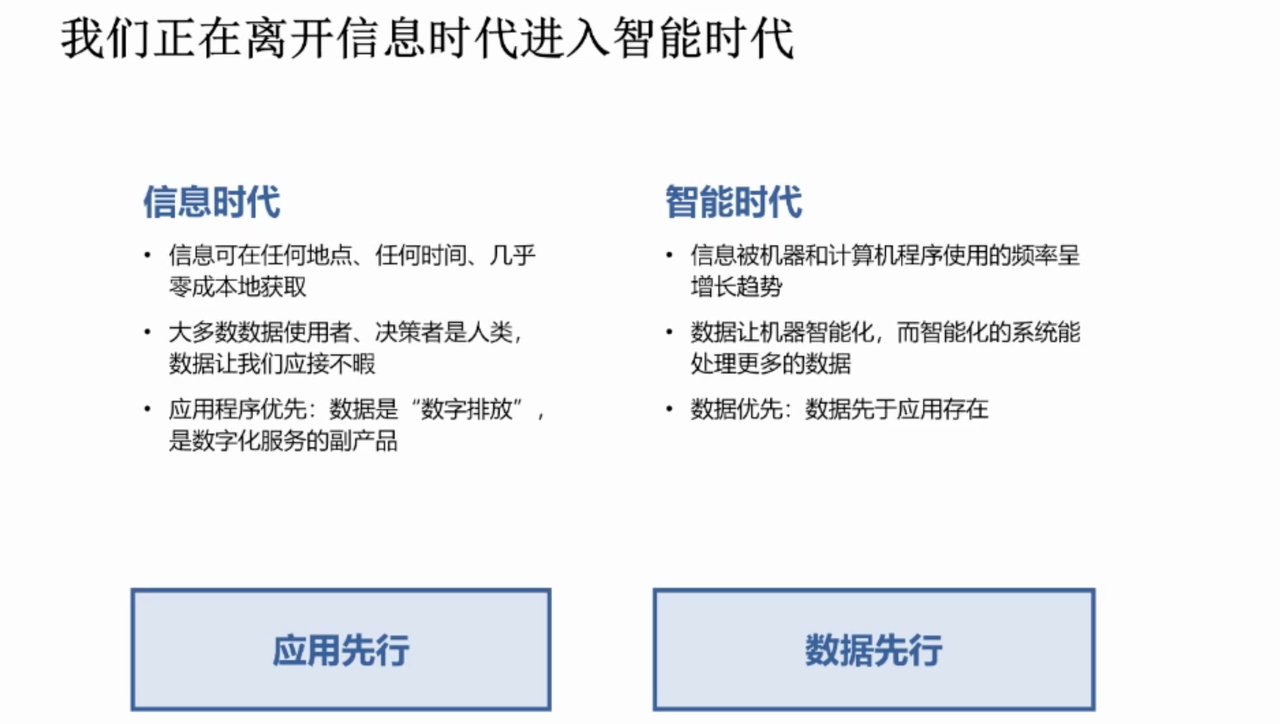 我们正在离开信息时代进入智能时代
信息时代
• 信息可在任何地点、任何时间、几乎
零成本地获取
• 大多数数据使用者、决策者是人类,
数据让我们应接不暇
• 应用程序优先：数据是“数字排放”,
是数字化服务的副产品
应用先行
智能时代
• 信息被机器和计算机程序使用的频率呈
增长趋势
• 数据让机器智能化，而智能化的系统能
处理更多的数据
• 数据优先：数据先于应用存在
数据先行